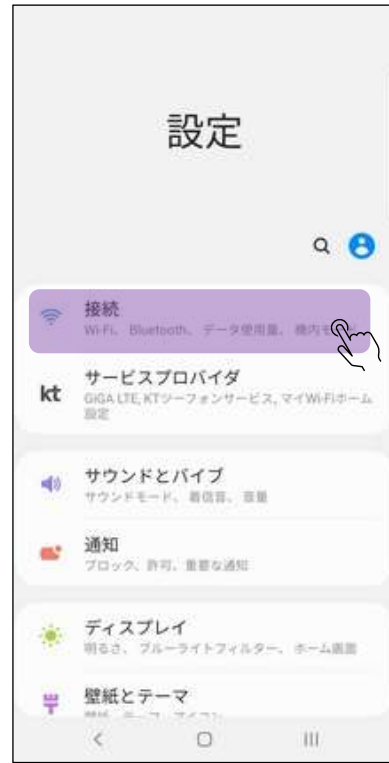 設定
接続
Wi-Fi、 Bluetooth、 データ使用量、 機内モ
サービスプロバイダ
kt
GiGA LTE, KTツーフォンサービス, マイWi-Fiホーム
設定
サウンドとバイブ
サウンドモード、 着信音、 音量
通知
ブロック、許可、重要な通知
ディスプレイ
明るさ、 ブルーライトフィルター、 ホーム画面
壁紙とテーマ